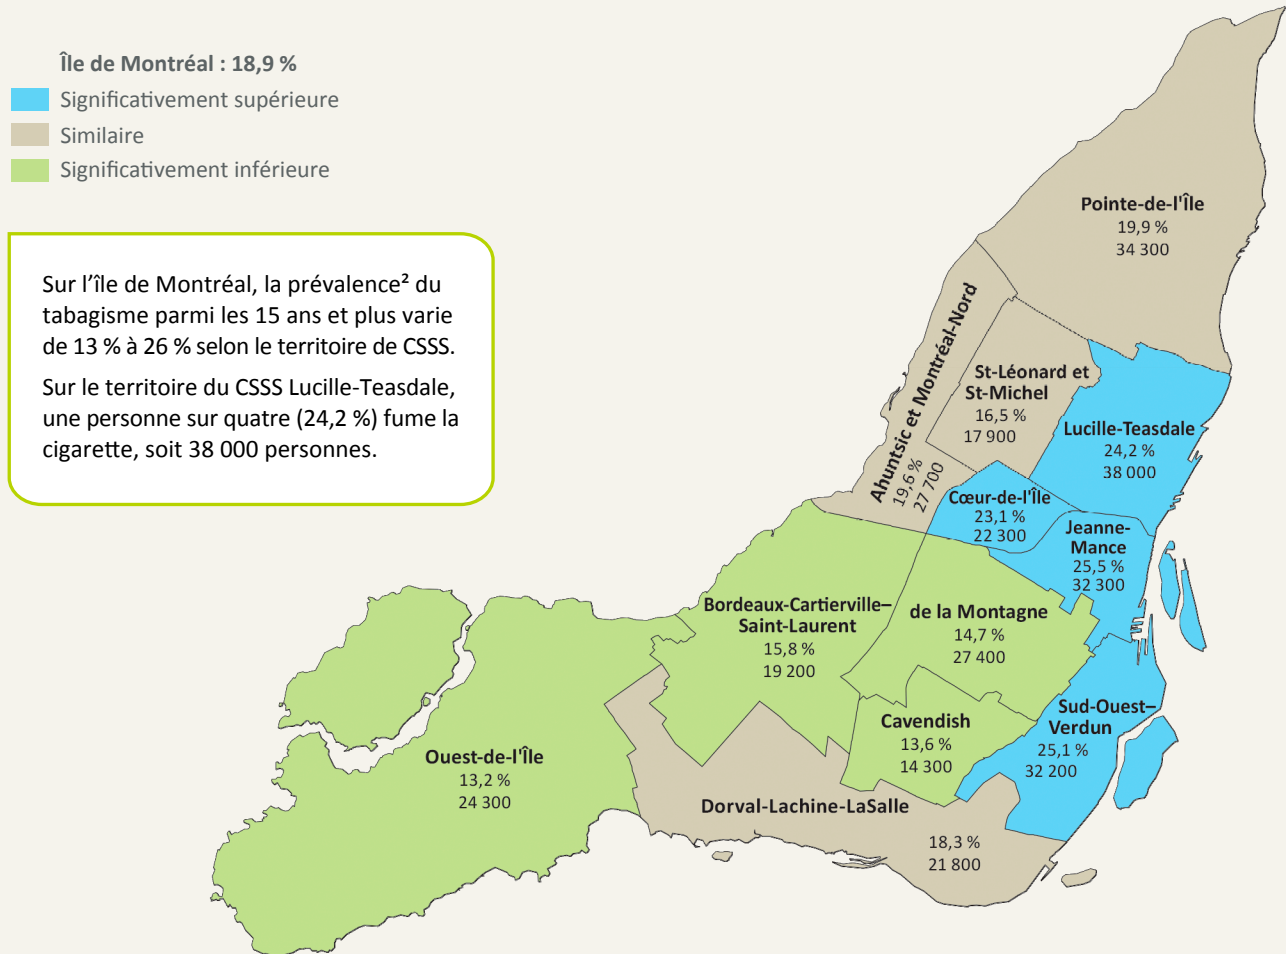 Île de Montréal : 18,9 %
Significativement supérieure
Similaire
Significativement inférieure
Sur l'île de Montréal, la prévalence² du
tabagisme parmi les 15 ans et plus varie
de 13 % à 26 % selon le territoire de CSSS.
Sur le territoire du CSSS Lucille-Teasdale,
une personne sur quatre (24,2 %) fume la
cigarette, soit 38 000 personnes.
Pointe-de-l'Île
19,9 %
34 300
Ahuntsic et Montréal-Nord
19,6 %
27 700
St-Léonard et
St-Michel
16,5 %
17 900
Lucille-Teasdale
24,2 %
38 000
Cœur-de-l'Île
23,1 %
22 300
Jeanne-
Mance
25,5 %
32 300
Bordeaux-Cartierville–
Saint-Laurent
15,8 %
19 200
de la Montagne
14,7 %
27 400
Cavendish
13,6 %
14 300
Sud-Ouest–
Verdun
25,1 %
32 200
Ouest-de-l'Île
13,2 %
24 300
Dorval-Lachine-LaSalle
18,3 %
21 800